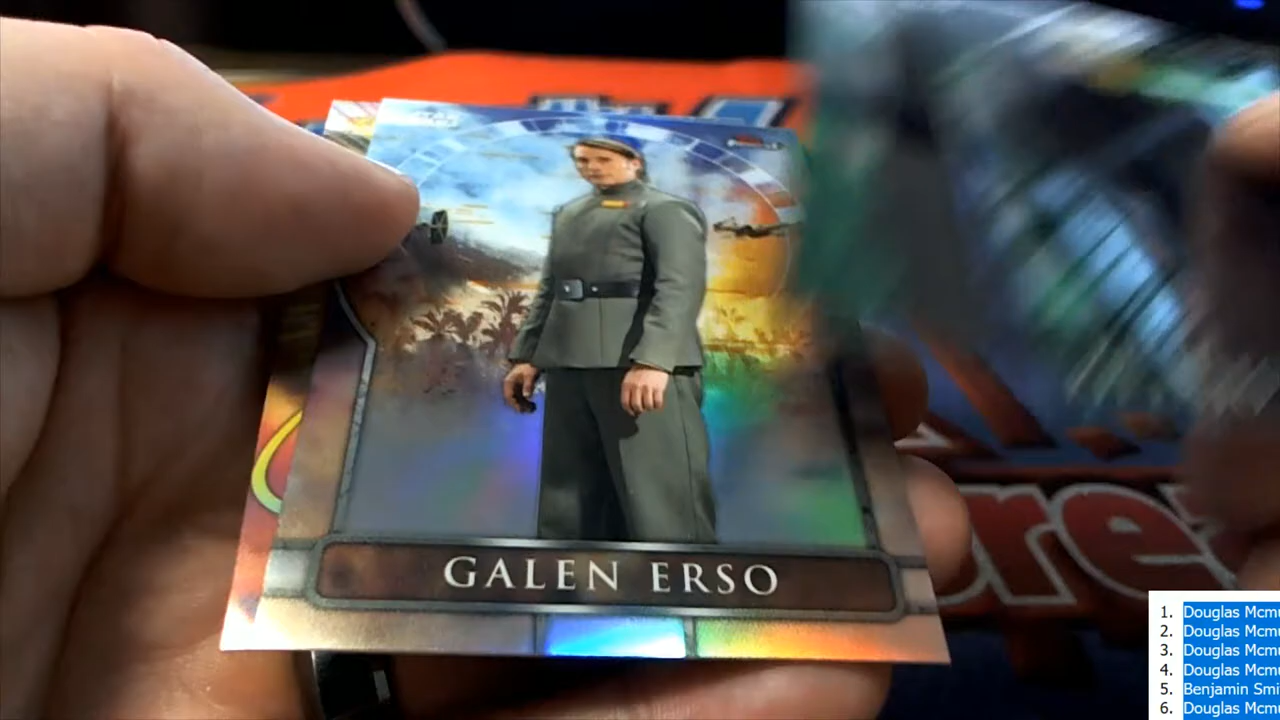 GALEN ERSO
ore
1. Douglas Mcmu
2. Douglas Mcmu
3. Douglas Mcmu
4. Douglas Mcmu
5. Benjamin Smi
6. Douglas Mcmu